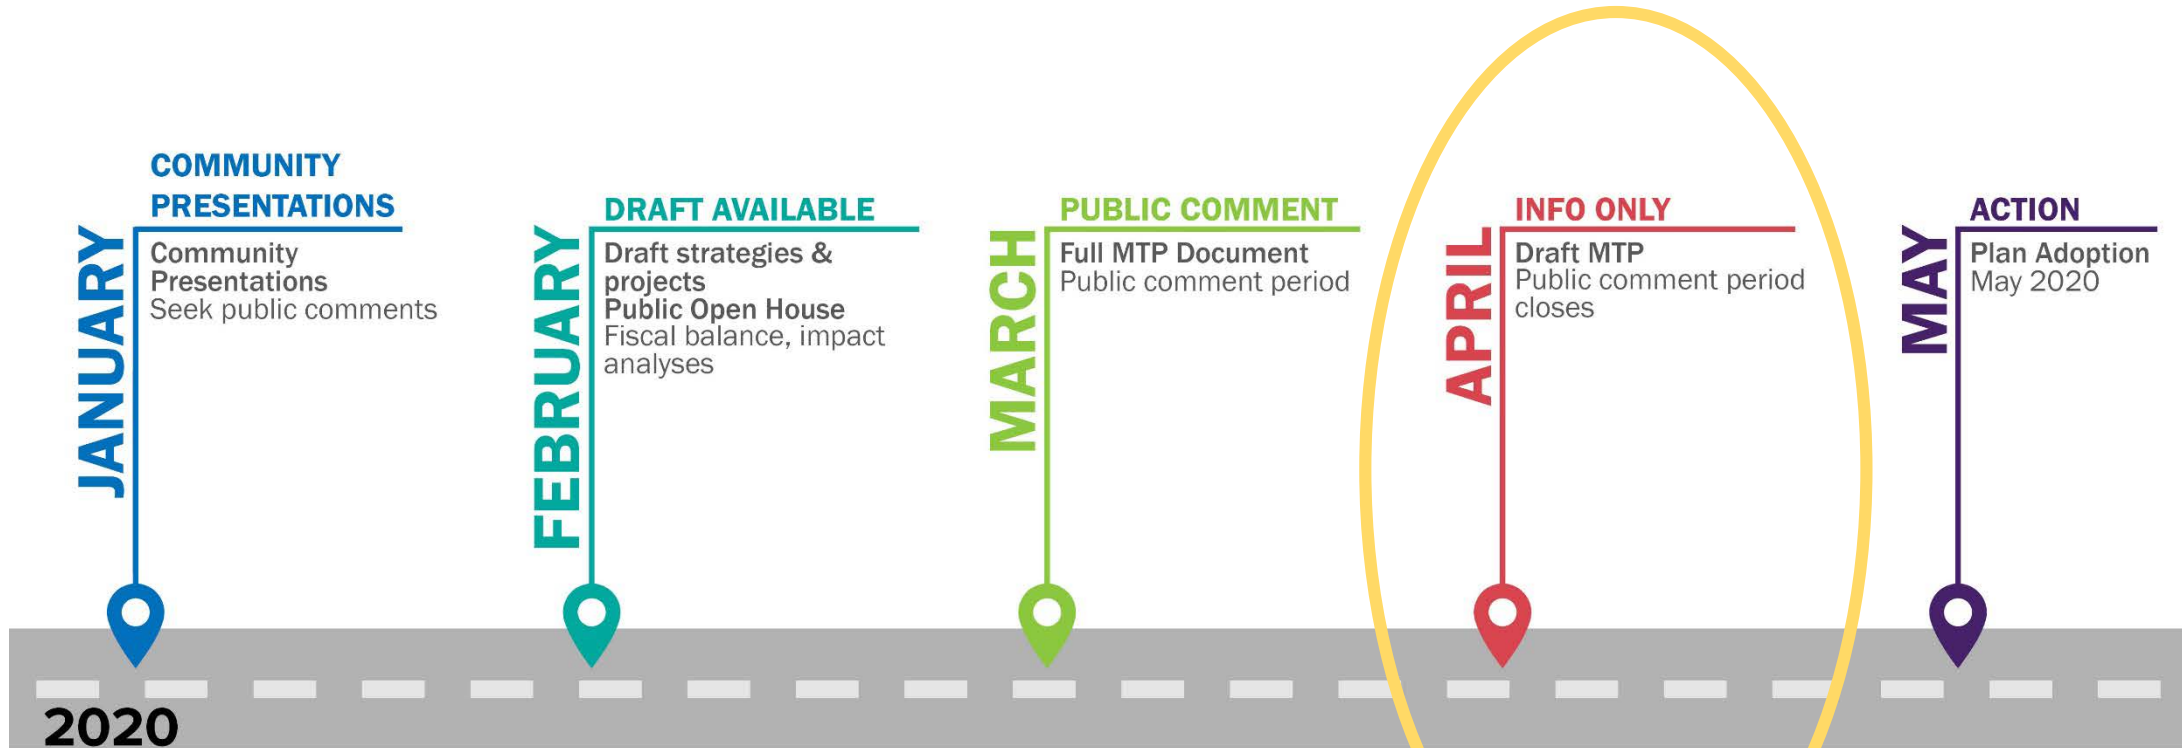 JANUARY
COMMUNITY
PRESENTATIONS
Community
Presentations
Seek public comments
FEBRUARY
DRAFT AVAILABLE
Draft strategies &
projects
Public Open House
Fiscal balance, impact
analyses
MARCH
PUBLIC COMMENT
Full MTP Document
Public comment period
APRIL
INFO ONLY
Draft MTP
Public comment period
closes
MAY
ACTION
Plan Adoption
May 2020
2020